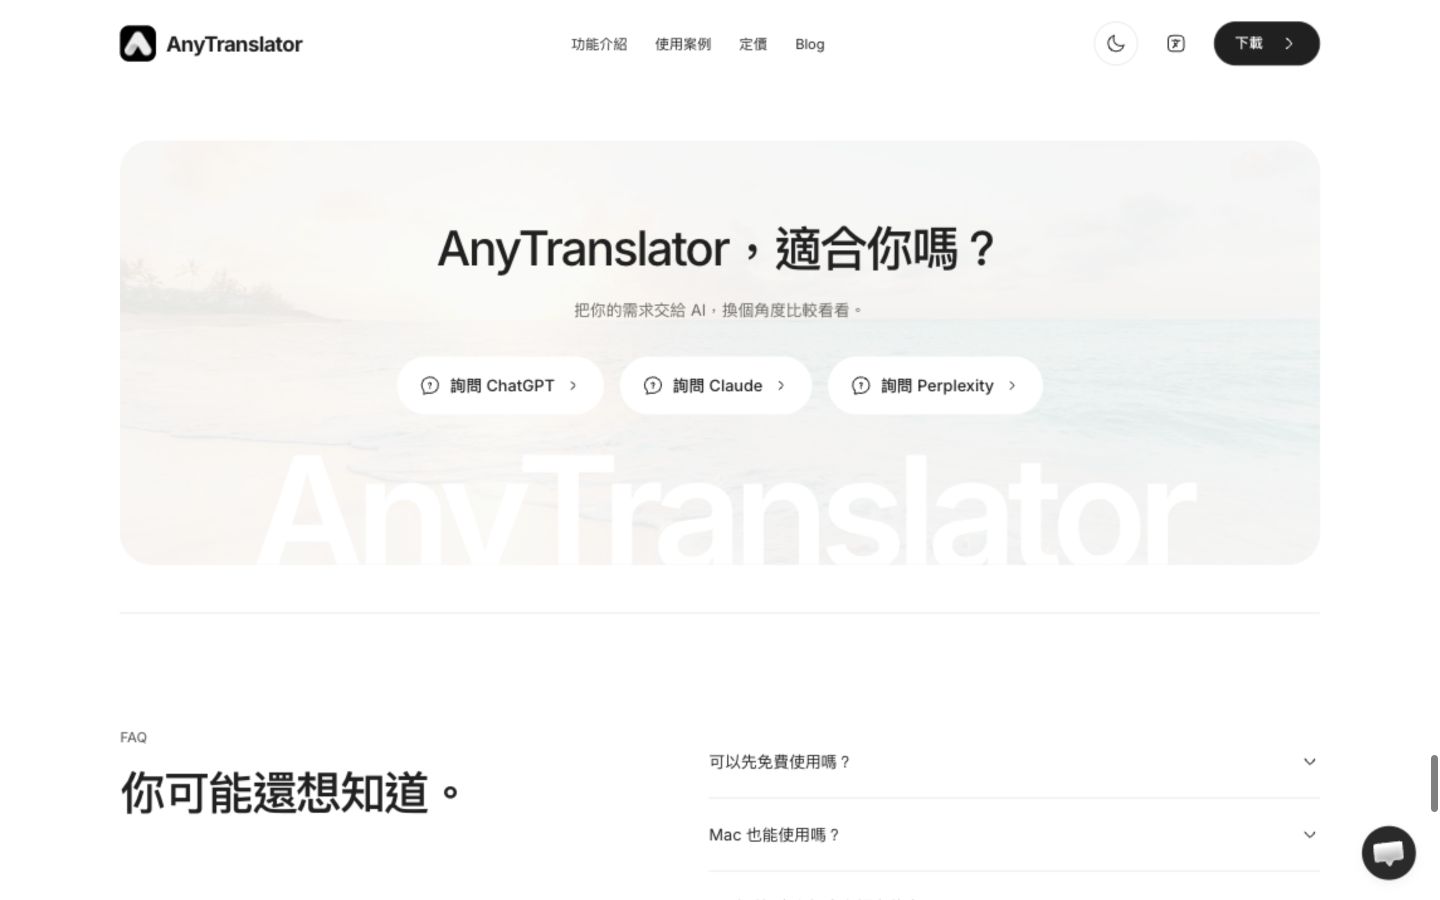 AnyTranslator
功能介紹
使用案例
定價
Blog
下載
AnyTranslator，適合你嗎？
把你的需求交給 AI，換個角度比較看看。
詢問 ChatGPT
詢問 Claude
詢問 Perplexity
AnyTranslator
FAQ
你可能還想知道。
可以先免費使用嗎？
Mac 也能使用嗎？